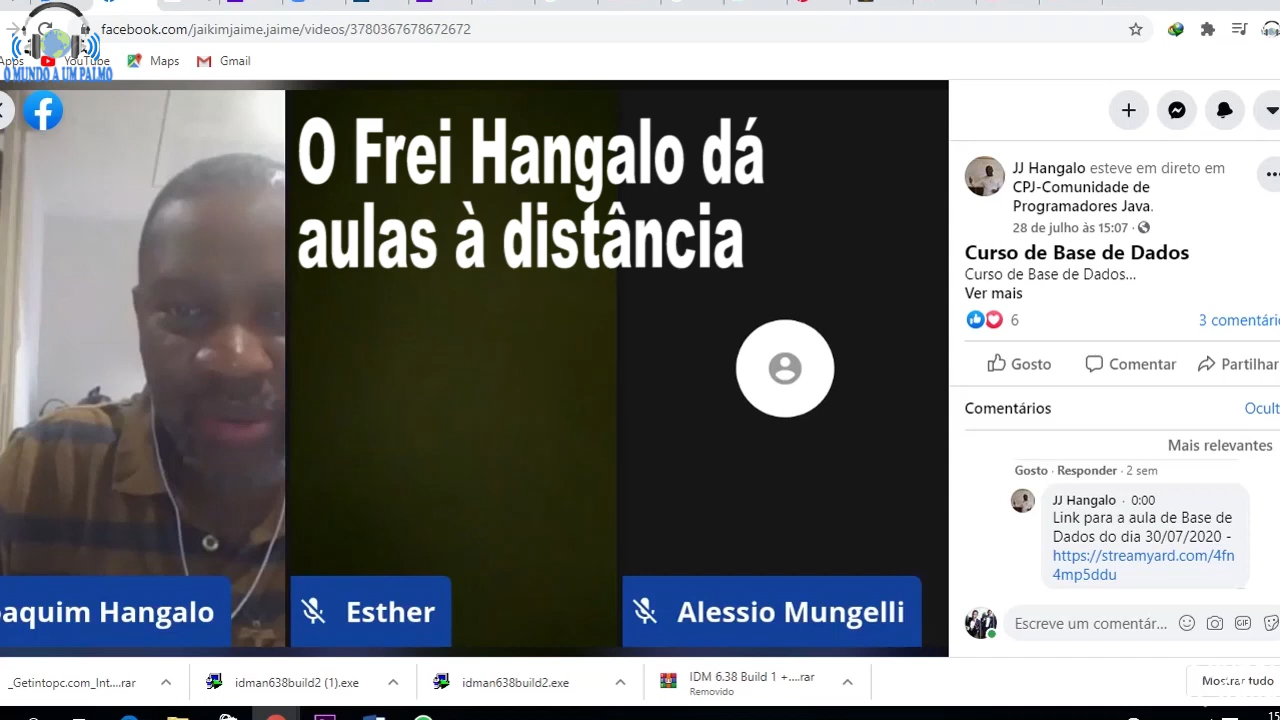 facebook.com/jaikimjaime.jaime/videos/3780367678672672
Apps
YouTube
Maps
Gmail
O MUNDO A UM PALMO
O Frei Hangalo dá
aulas à distância
JJ Hangalo esteve em direto em
CPJ-Comunidade de
Programadores Java.
28 de julho às 15:07 ·
Curso de Base de Dados
Curso de Base de Dados...
Ver mais
6
3 comentári
Gosto
Comentar
Partilhar
Comentários
Ocult
Mais relevantes
Gosto · Responder · 2 sem
JJ Hangalo · 0:00
Link para a aula de Base de
Dados do dia 30/07/2020 -
https://streamyard.com/4fn
4mp5ddu
Escreve um comentár...
GIF
oaquim Hangalo
Esther
Alessio Mungelli
_Getintopc.com_Int....rar
idman638build2 (1).exe
idman638build2.exe
IDM 6.38 Build 1 +....rar
Removido
Mostrar tudo